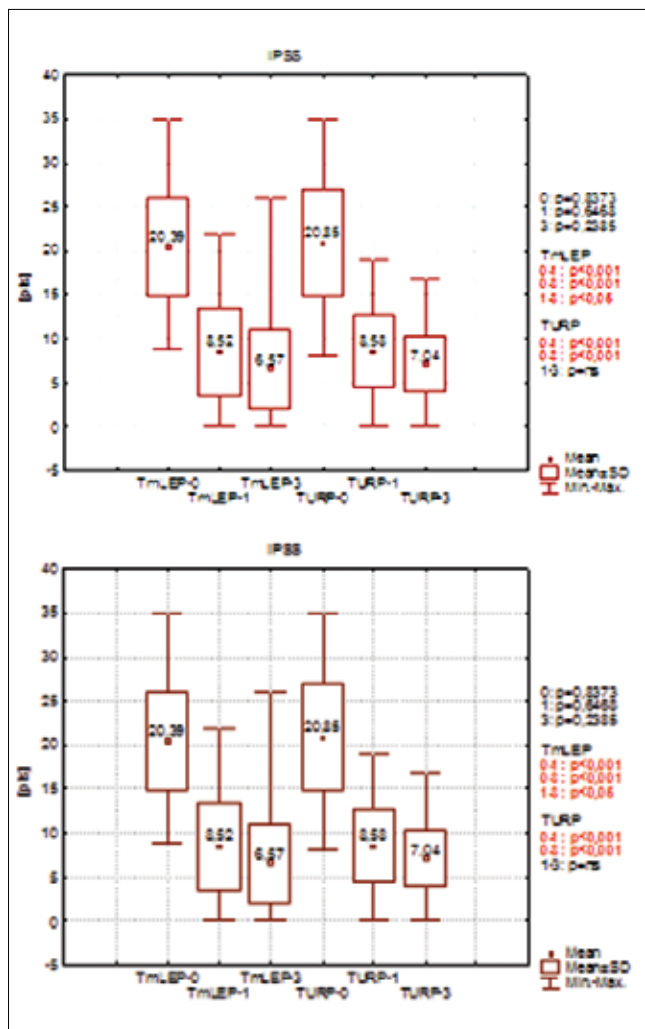 IPSS
40
35
30
25
20
15
10
5
0
-5
[pkt]
20,39
8,52
6,57
20,85
8,58
7,04
TmLEP-0
TmLEP-1
TmLEP-3
TURP-0
TURP-1
TURP-3
0: p=0,8373
1: p=0,6468
3: p=0,2385
TmLEP
0-1: p<0,001
0-3: p<0,001
1-3: p<0,05
TURP
0-1: p<0,001
0-3: p<0,001
1-3: p=ns
Mean
Mean±SD
Min.-Max.
IPSS
40
35
30
25
20
15
10
5
0
-5
[pkt]
20,39
8,52
6,57
20,85
8,58
7,04
TmLEP-0
TmLEP-1
TmLEP-3
TURP-0
TURP-1
TURP-3
0: p=0,8373
1: p=0,6468
3: p=0,2385
TmLEP
0-1: p<0,001
0-3: p<0,001
1-3: p<0,05
TURP
0-1: p<0,001
0-3: p<0,001
1-3: p=ns
Mean
Mean±SD
Min.-Max.